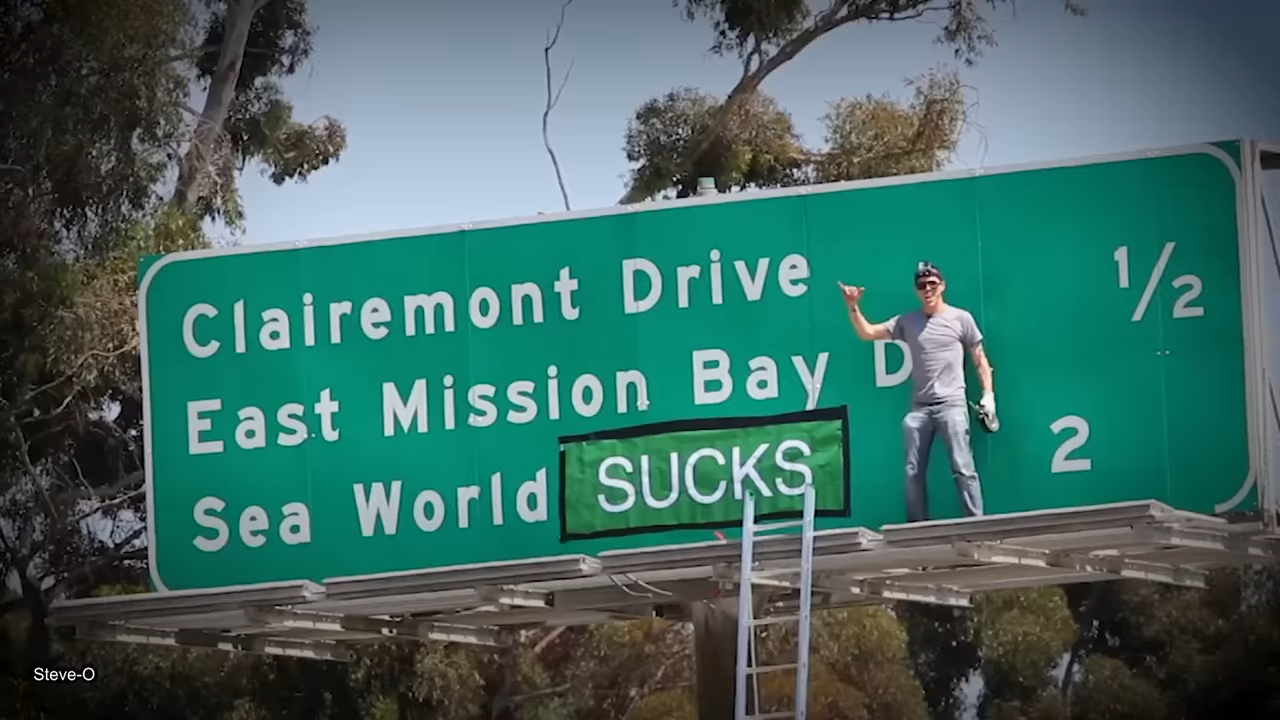 Clairemont Drive 1/2
East Mission Bay D 2
Sea World SUCKS
Steve-O